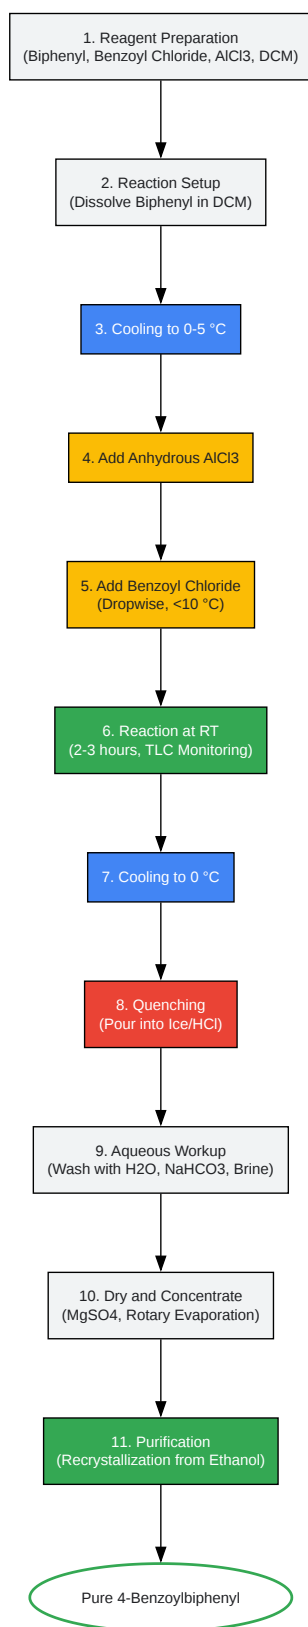 1. Reagent Preparation
(Biphenyl, Benzoyl Chloride, AlCl3, DCM)
2. Reaction Setup
(Dissolve Biphenyl in DCM)
3. Cooling to 0-5 °C
4. Add Anhydrous AlCl3
5. Add Benzoyl Chloride
(Dropwise, <10 °C)
6. Reaction at RT
(2-3 hours, TLC Monitoring)
7. Cooling to 0 °C
8. Quenching
(Pour into Ice/HCl)
9. Aqueous Workup
(Wash with H2O, NaHCO3, Brine)
10. Dry and Concentrate
(MgSO4, Rotary Evaporation)
11. Purification
(Recrystallization from Ethanol)
Pure 4-Benzoylbiphenyl